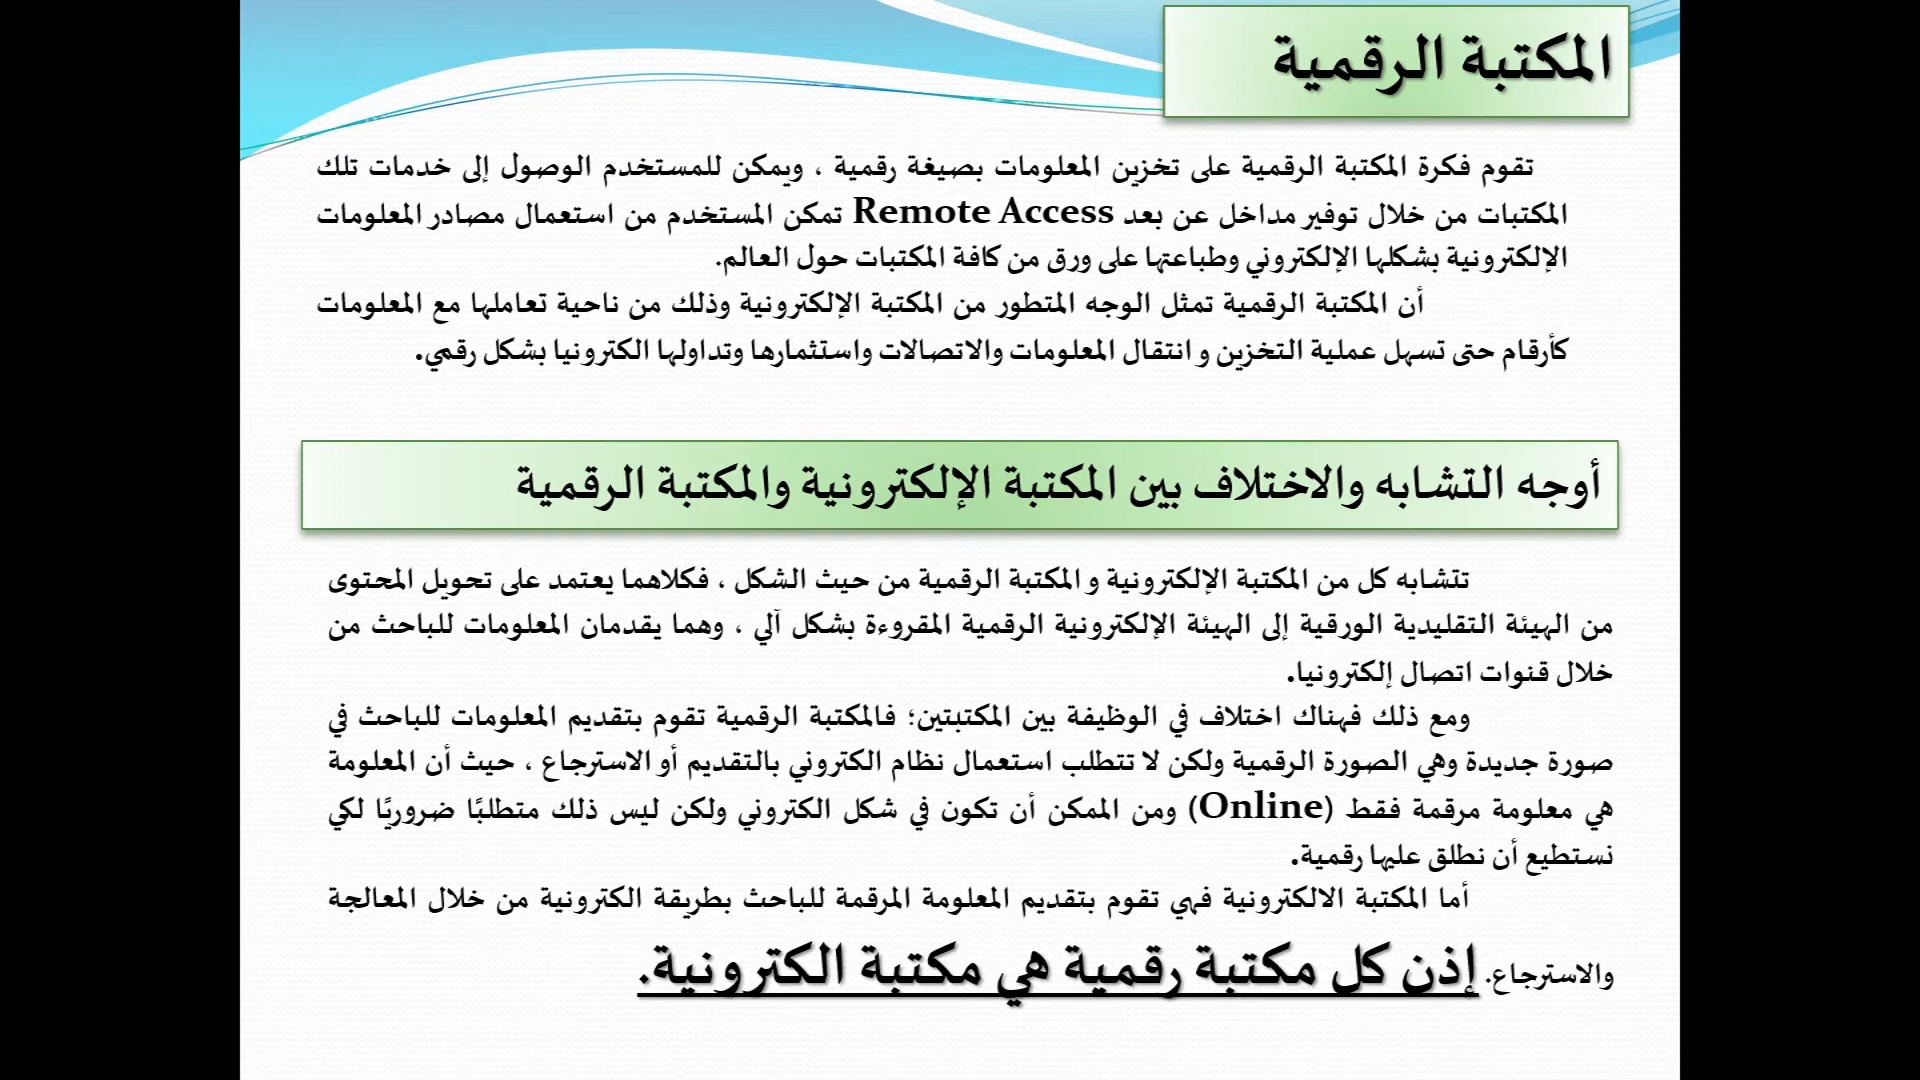 المكتبة الرقمية
تقوم فكرة المكتبة الرقمية على تخزين المعلومات بصيغة رقمية ، ويمكن للمستخدم الوصول إلى خدمات تلك
المكتبات من خلال توفير مداخل عن بعد Remote Access تمكن المستخدم من استعمال مصادر المعلومات
الإلكترونية بشكلها الإلكتروني وطباعتها على ورق من كافة المكتبات حول العالم.
أن المكتبة الرقمية تمثل الوجه المتطور من المكتبة الإلكترونية وذلك من ناحية تعاملها مع المعلومات
كأرقام حتى تسهل عملية التخزين و انتقال المعلومات والاتصالات واستثمارها وتداولها الكترونيا بشكل رقمي.
أوجه التشابه والاختلاف بين المكتبة الإلكترونية والمكتبة الرقمية
تتشابه كل من المكتبة الإلكترونية و المكتبة الرقمية من حيث الشكل ، فكلاهما يعتمد على تحويل المحتوى
من الهيئة التقليدية الورقية إلى الهيئة الإلكترونية الرقمية المقروءة بشكل آلي ، وهما يقدمان المعلومات للباحث من
خلال قنوات اتصال إلكترونيا.
ومع ذلك فهناك اختلاف في الوظيفة بين المكتبتين؛ فالمكتبة الرقمية تقوم بتقديم المعلومات للباحث في
صورة جديدة وهي الصورة الرقمية ولكن لا تتطلب استعمال نظام الكتروني بالتقديم أو الاسترجاع ، حيث أن المعلومة
هي معلومة مرقمة فقط (Online) ومن الممكن أن تكون في شكل الكتروني ولكن ليس ذلك متطلبًا ضروريًا لكي
نستطيع أن نطلق عليها رقمية.
أما المكتبة الالكترونية فهي تقوم بتقديم المعلومة المرقمة للباحث بطريقة الكترونية من خلال المعالجة
والاسترجاع. إذن كل مكتبة رقمية هي مكتبة الكترونية.